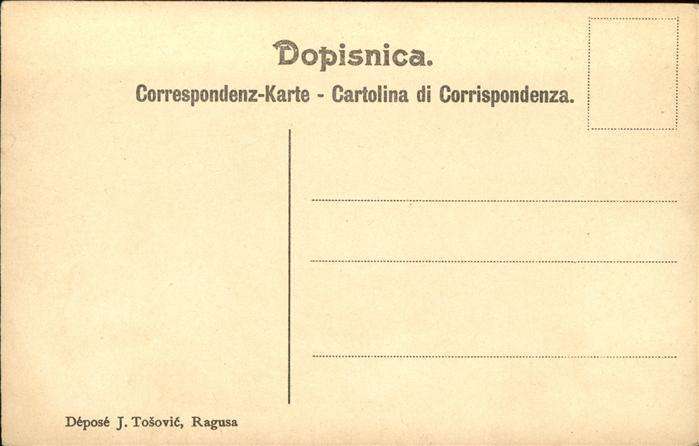 Dopisnica.
Correspondenz-Karte - Cartolina di Corrispondenza.
Déposé J. Tošović, Ragusa